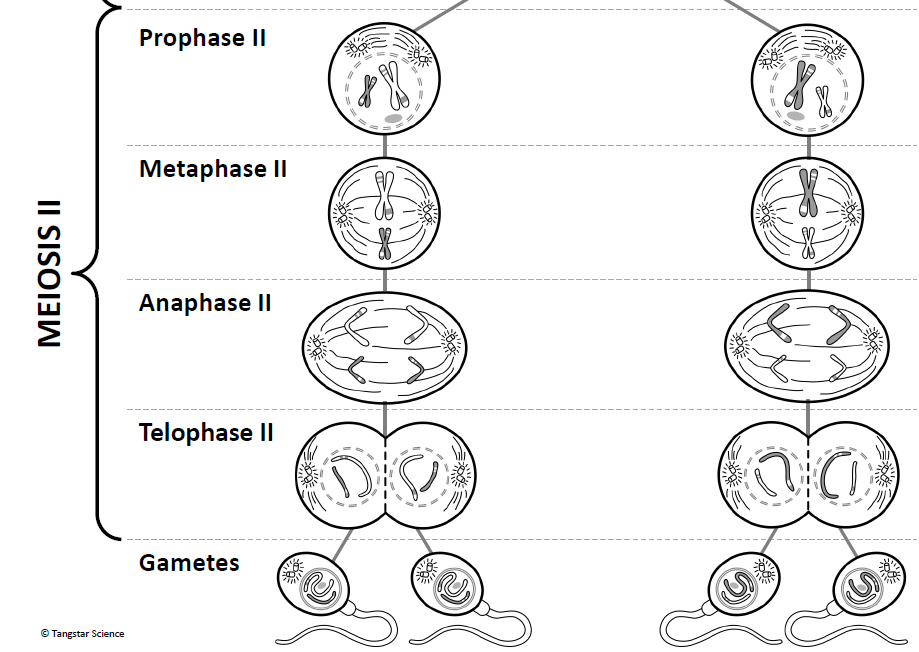 Prophase II
Metaphase II
MEIOSIS II
Anaphase II
Telophase II
Gametes
© Tangstar Science